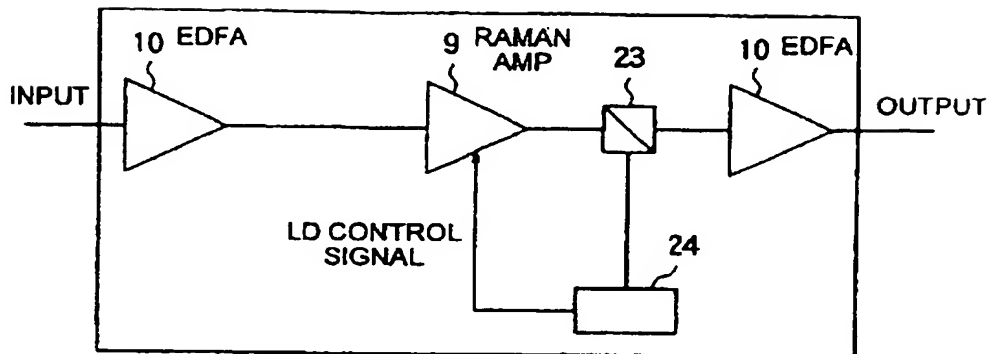 10 EDFA
9 RAMAN
AMP
23
10 EDFA
INPUT
OUTPUT
LD CONTROL
SIGNAL
24